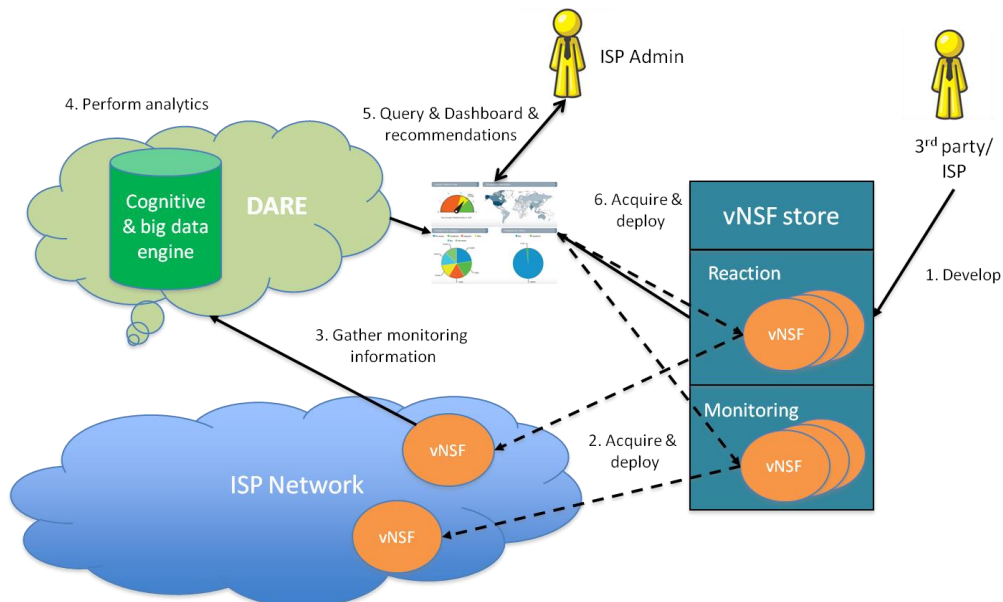 ISP Admin
4. Perform analytics
5. Query & Dashboard &
recommendations
3rd party/
ISP
Cognitive
& big data
engine
DARE
6. Acquire &
deploy
vNSF store
Reaction
vNSF
1. Develop
3. Gather monitoring
information
Monitoring
vNSF
2. Acquire &
deploy
vNSF
ISP Network
vNSF